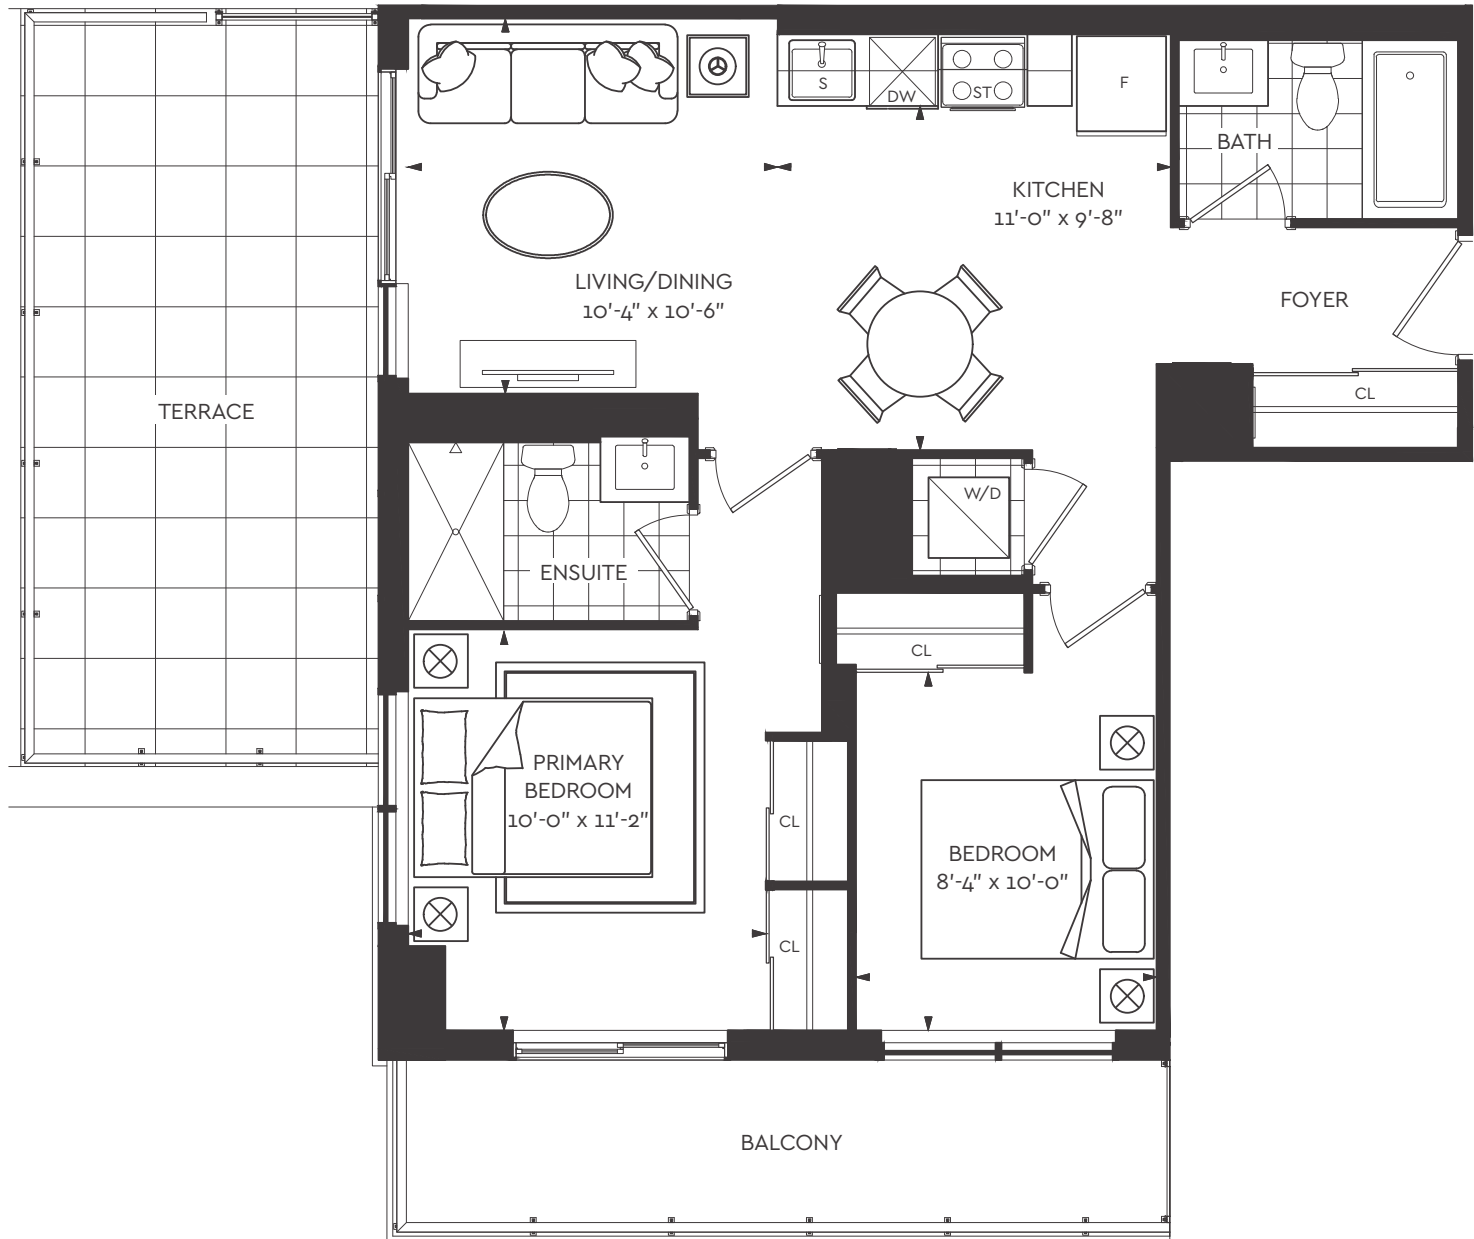 S
DW
ST
F
BATH
KITCHEN
11'-0" x 9'-8"
LIVING/DINING
10'-4" x 10'-6"
FOYER
CL
TERRACE
W/D
ENSUITE
CL
PRIMARY
BEDROOM
10'-0" x 11'-2"
CL
BEDROOM
8'-4" x 10'-0"
CL
BALCONY